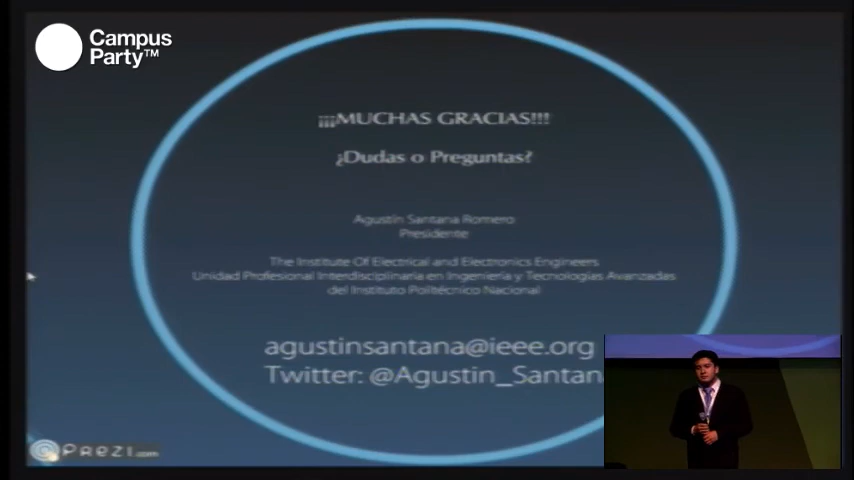 Campus
Party™
¡¡¡MUCHAS GRACIAS!!!
¿Dudas o Preguntas?
Agustín Santana Romero
Presidente
The Institute Of Electrical and Electronics Engineers
Unidad Profesional Interdisciplinaria en Ingeniería y Tecnologías Avanzadas
del Instituto Politécnico Nacional
agustinsantana@ieee.org
Twitter: @Agustin_Santan
PREZI.com